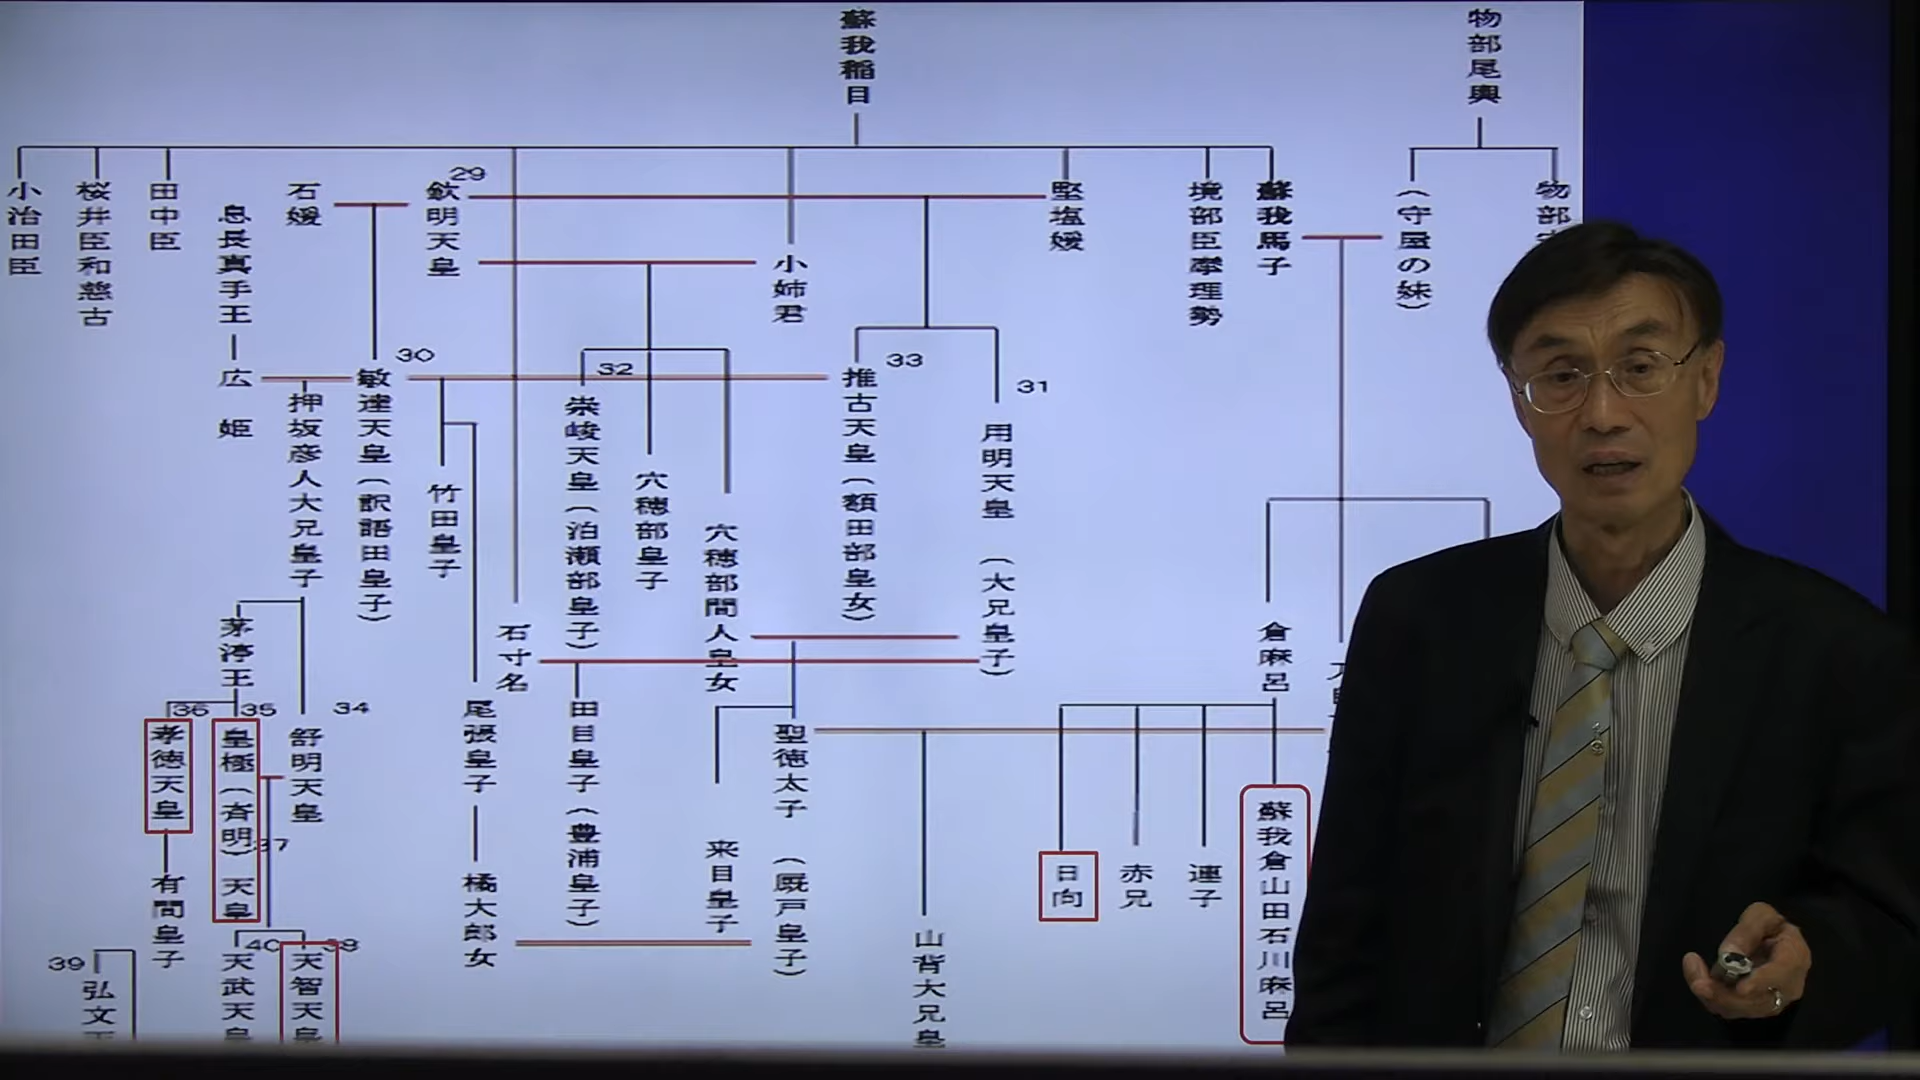 蘇我稲目
物部尾輿
小治田臣
桜井臣和慈古
田中臣
息長真手王
石媛
29
欽明天皇
小姉君
堅塩媛
境部臣摩理勢
蘇我馬子
(守屋の妹)
物部
広姫
押坂彦人大兄皇子
30
敏達天皇(訳語田皇子)
竹田皇子
32
崇峻天皇(泊瀬部皇子)
穴穂部皇子
穴穂部間人皇女
33
推古天皇(額田部皇女)
31
用明天皇(大兄皇子)
茅渟王
石寸名
倉麻呂
36
孝徳天皇
35
皇極(斉明)天皇
37
34
舒明天皇
尾張皇子
田目皇子(豊浦皇子)
来目皇子
聖徳太子(厩戸皇子)
日向
赤兄
連子
蘇我倉山田石川麻呂
有間皇子
橘大郎女
山背大兄皇
39
弘文
40
天武天皇
38
天智天皇